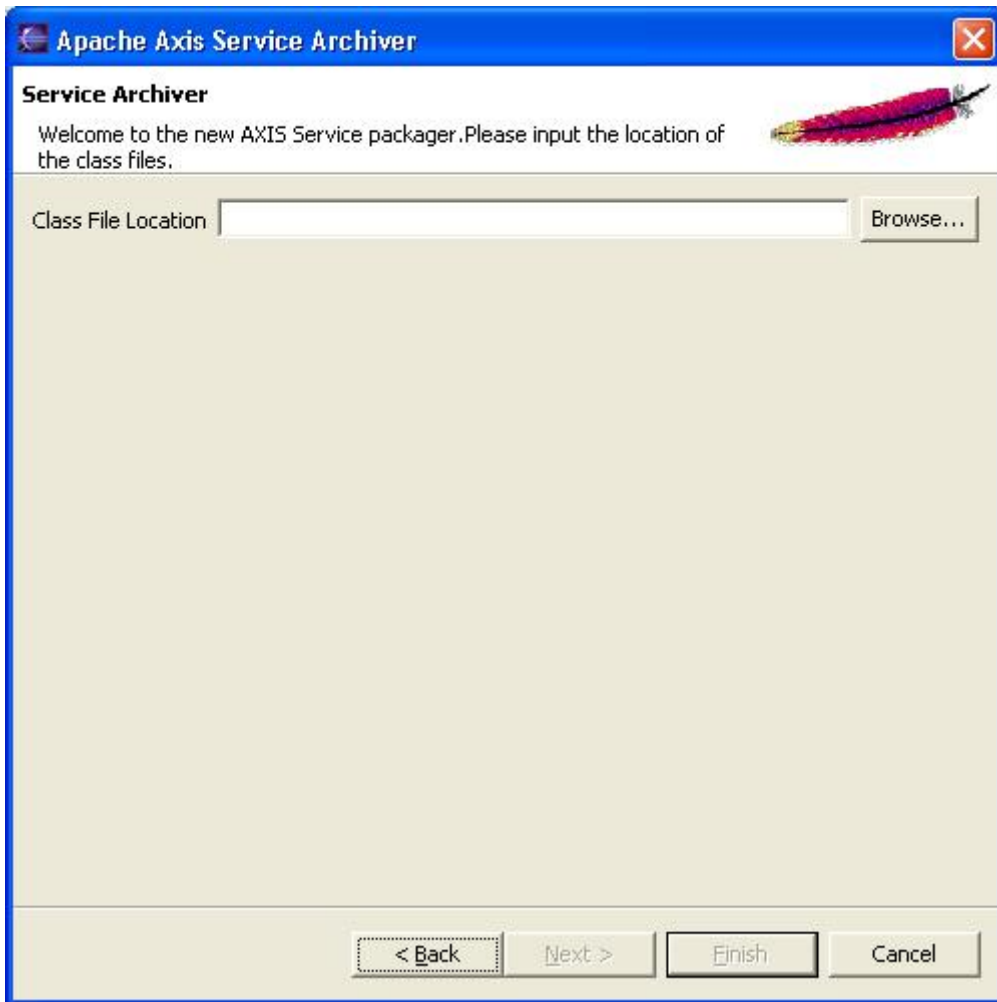 Apache Axis Service Archiver
Service Archiver
Welcome to the new AXIS Service packager.Please input the location of
the class files.
Class File Location
Browse...
< Back
Next >
Finish
Cancel